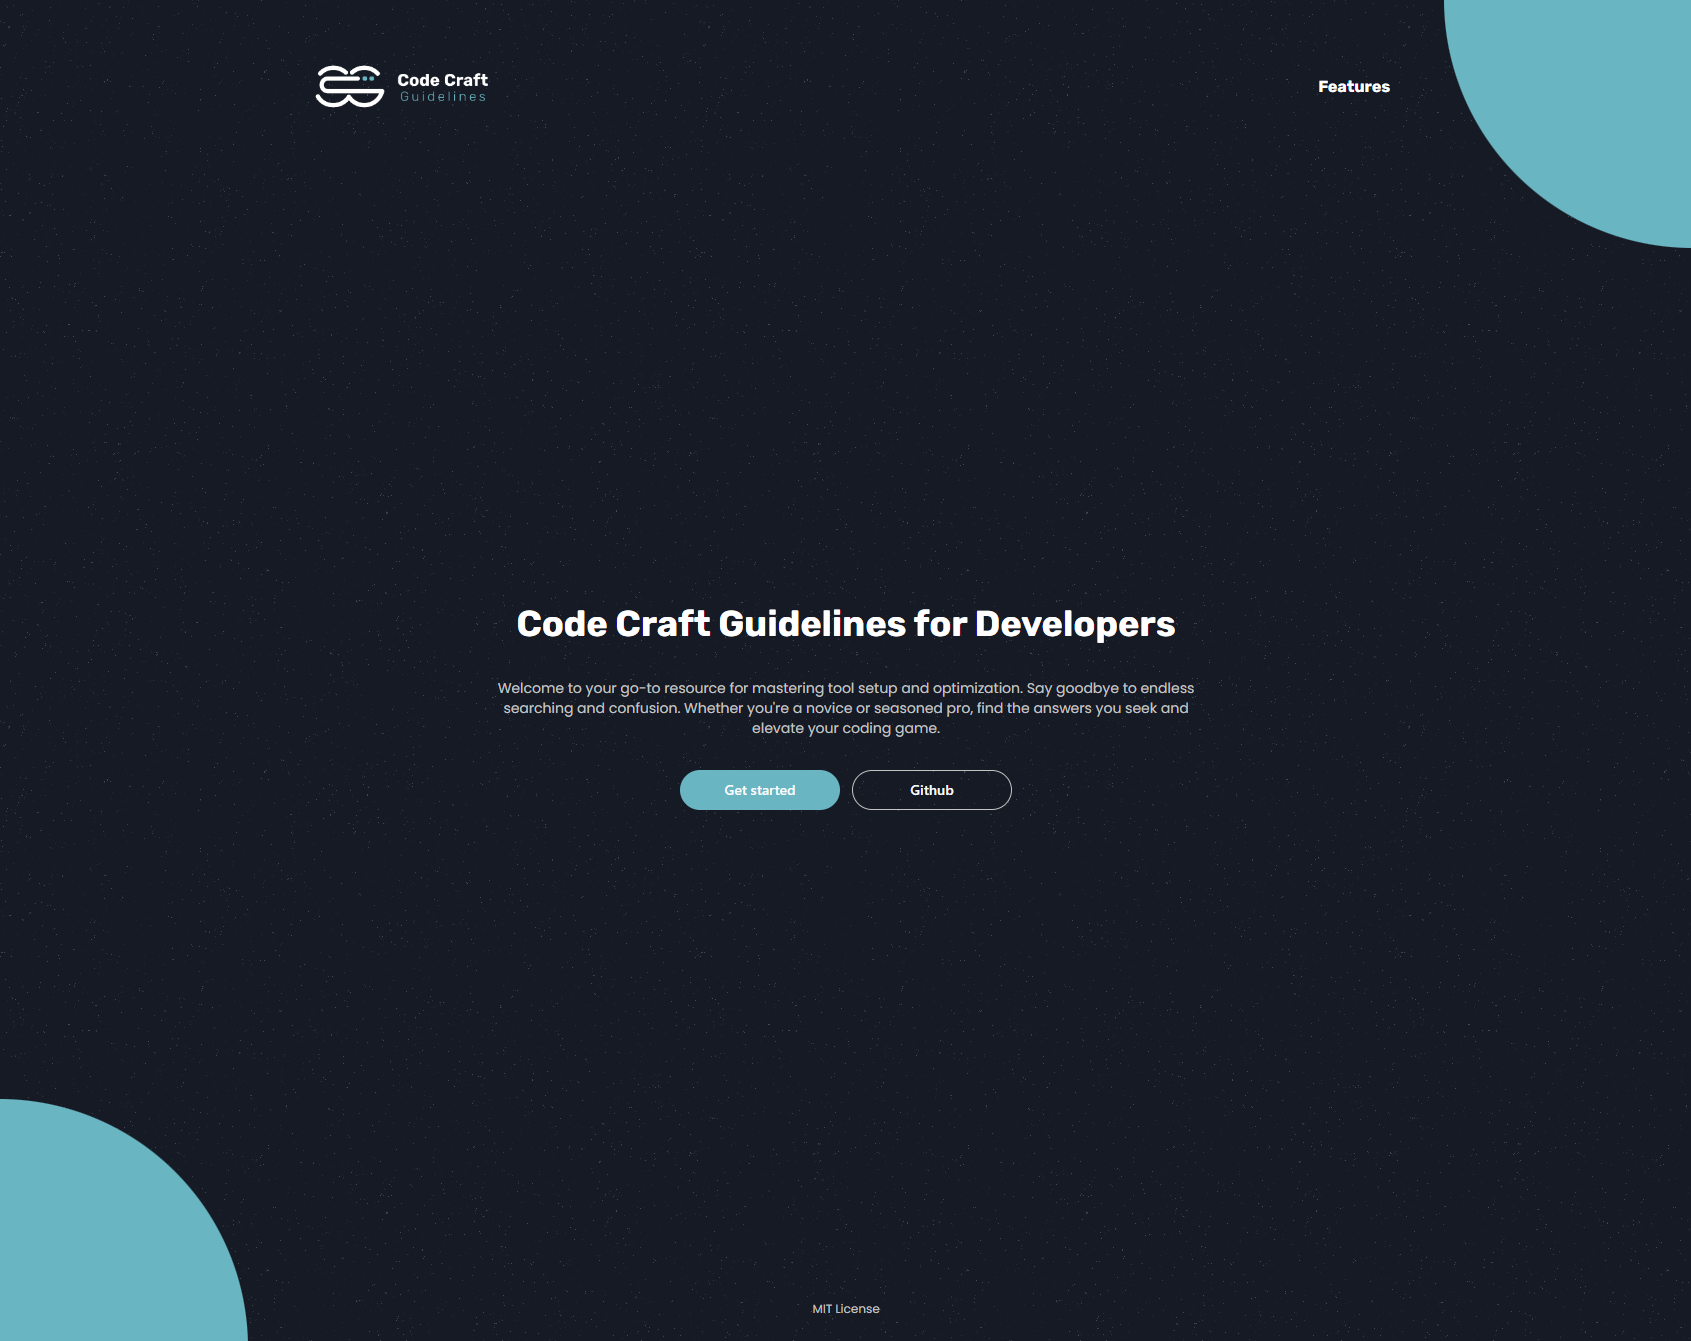 Code Craft
Guidelines
Features
Code Craft Guidelines for Developers
Welcome to your go-to resource for mastering tool setup and optimization. Say goodbye to endless
searching and confusion. Whether you're a novice or seasoned pro, find the answers you seek and
elevate your coding game.
Get started
Github
MIT License